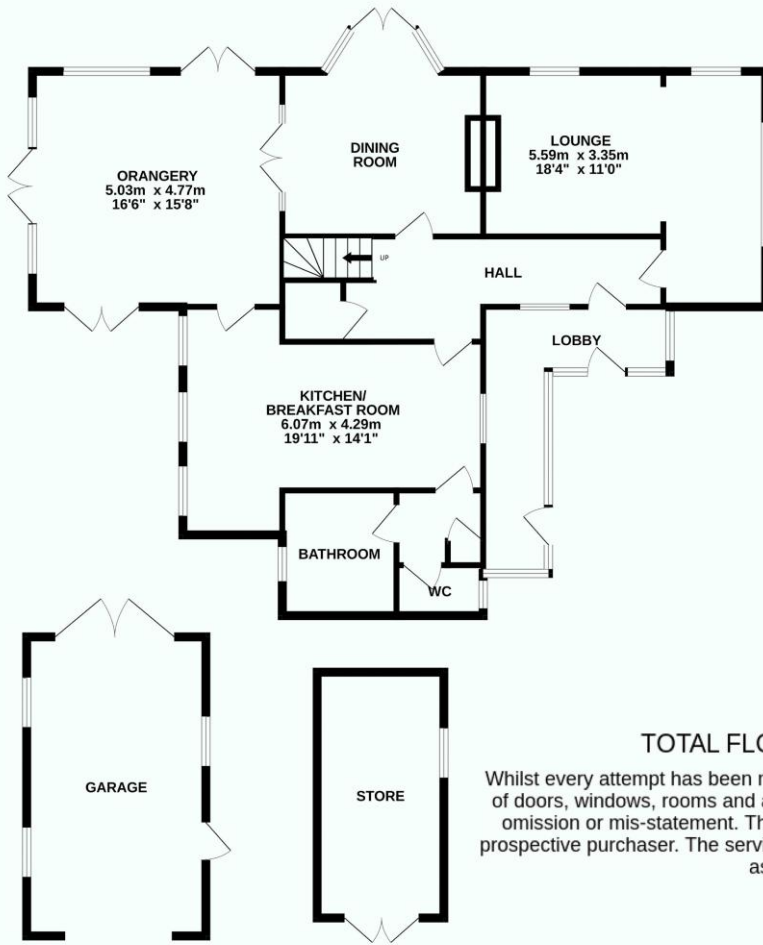 ORANGERY
5.03m x 4.77m
16'6" x 15'8"
DINING
ROOM
LOUNGE
5.59m x 3.35m
18'4" x 11'0"
UP
HALL
LOBBY
KITCHEN/
BREAKFAST ROOM
6.07m x 4.29m
19'11" x 14'1"
BATHROOM
WC
GARAGE
STORE
TOTAL FLO
Whilst every attempt has been
of doors, windows, rooms and
omission or mis-statement. Th
prospective purchaser. The servi
as